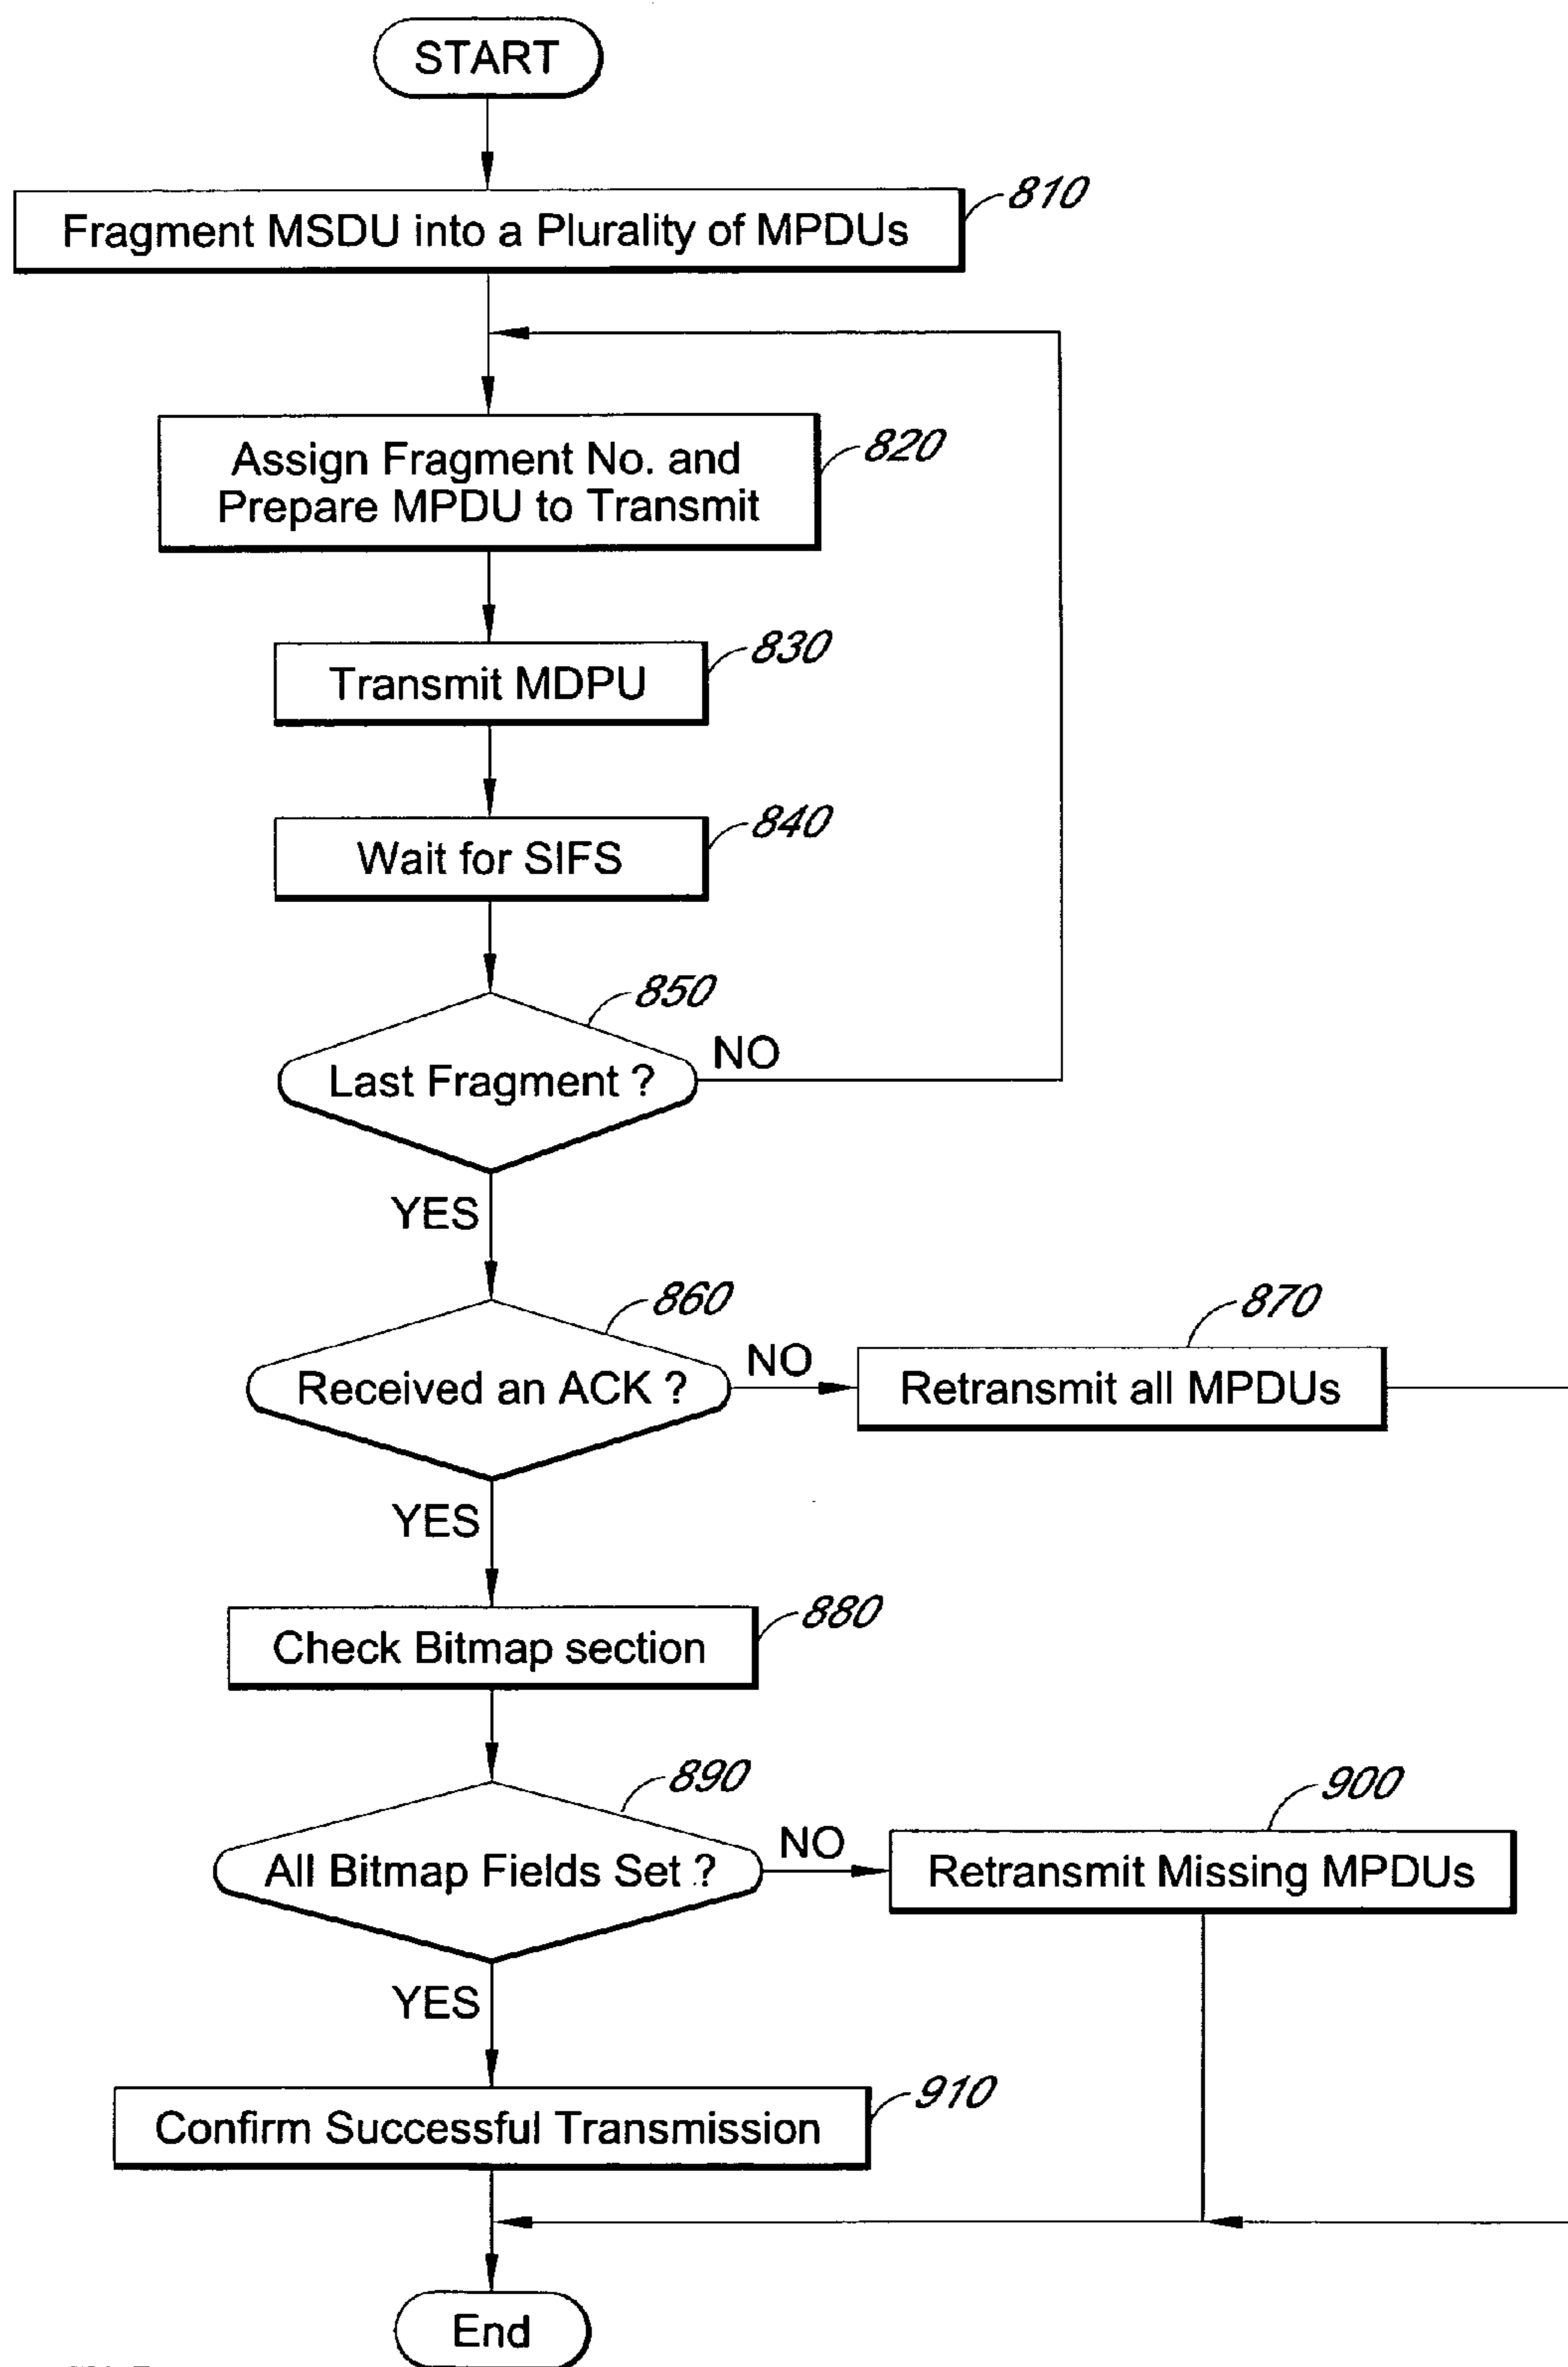 START
810
Fragment MSDU into a Plurality of MPDUs
820
Assign Fragment No. and
Prepare MPDU to Transmit
830
Transmit MDPU
840
Wait for SIFS
850
Last Fragment ?
NO
YES
860
Received an ACK ?
NO
870
Retransmit all MPDUs
YES
880
Check Bitmap section
890
All Bitmap Fields Set ?
NO
900
Retransmit Missing MPDUs
YES
910
Confirm Successful Transmission
End